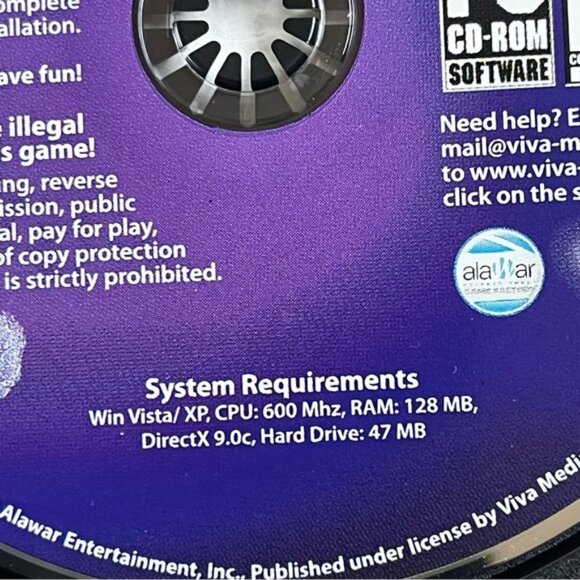 omplete
allation.
ave fun!
e illegal
s game!
ng, reverse
ission, public
al, pay for play,
of copy protection
is strictly prohibited.
CD-ROM
SOFTWARE
Need help? E
mail@viva-m
to www.viva-
click on the s
alawar
System Requirements
Win Vista/ XP, CPU: 600 Mhz, RAM: 128 MB,
DirectX 9.0c, Hard Drive: 47 MB
Alawar Entertainment, Inc., Published under license by Viva Medi